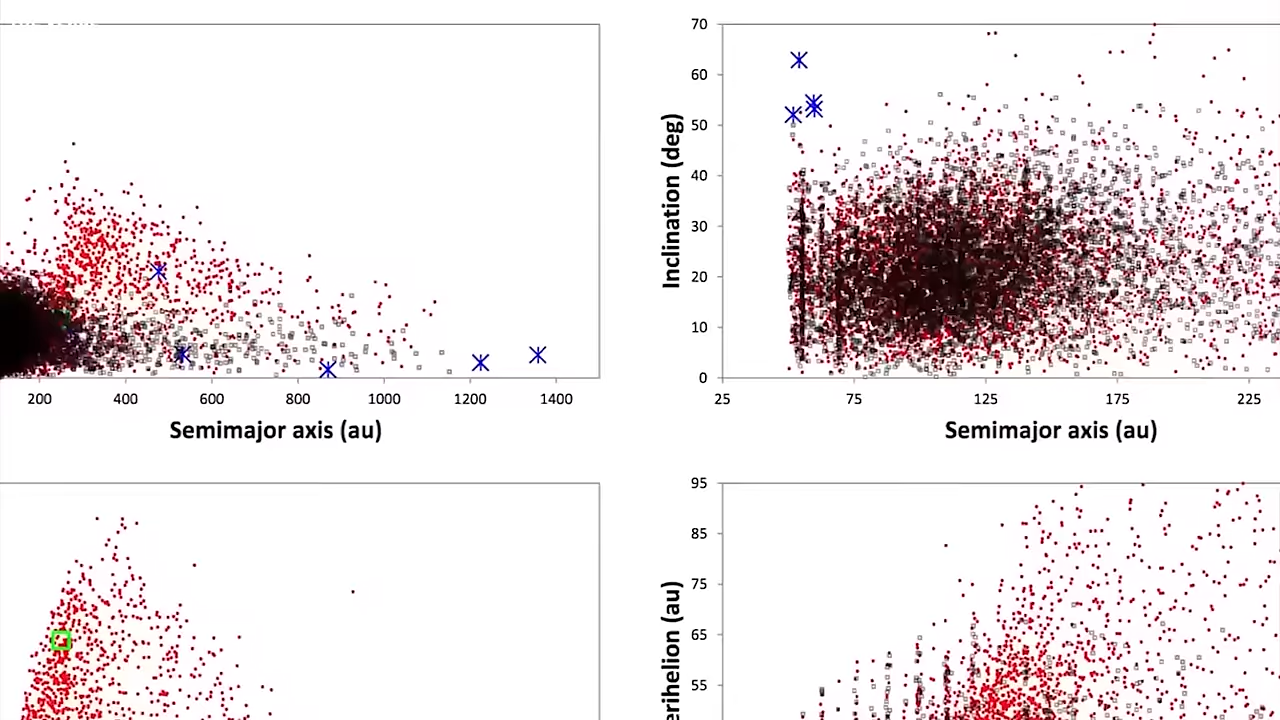 70
60
50
40
30
20
10
0
Inclination (deg)
200 400 600 800 1000 1200 1400
25 75 125 175 225
Semimajor axis (au)
Semimajor axis (au)
95
85
75
65
55
erihelion (au)